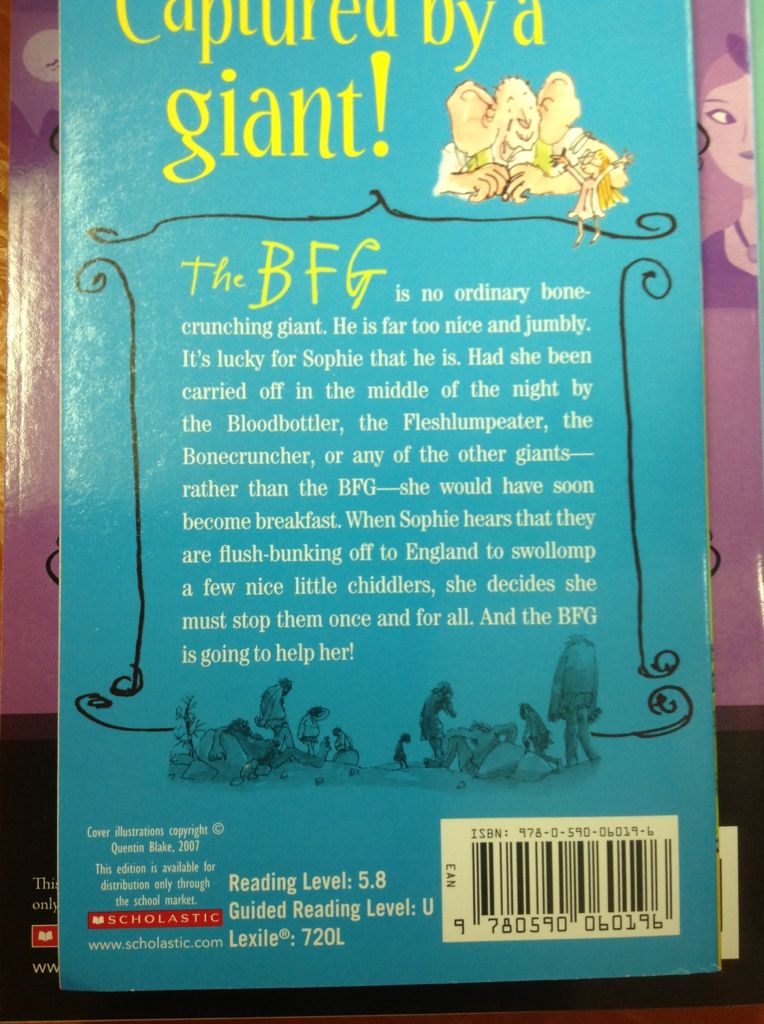 Captured by a
giant!
The BFG is no ordinary bone-
crunching giant. He is far too nice and jumbly.
It's lucky for Sophie that he is. Had she been
carried off in the middle of the night by
the Bloodbottler, the Fleshlumpeater, the
Bonecruncher, or any of the other giants—
rather than the BFG—she would have soon
become breakfast. When Sophie hears that they
are flush-bunking off to England to swollomp
a few nice little chiddlers, she decides she
must stop them once and for all. And the BFG
is going to help her!
Cover illustrations copyright ©
Quentin Blake, 2007
This edition is available for
distribution only through
the school market.
SCHOLASTIC
www.scholastic.com
Reading Level: 5.8
Guided Reading Level: U
Lexile®: 720L
ISBN: 978-0-590-06019-6
EAN
9 780590 060196
This
only
ww